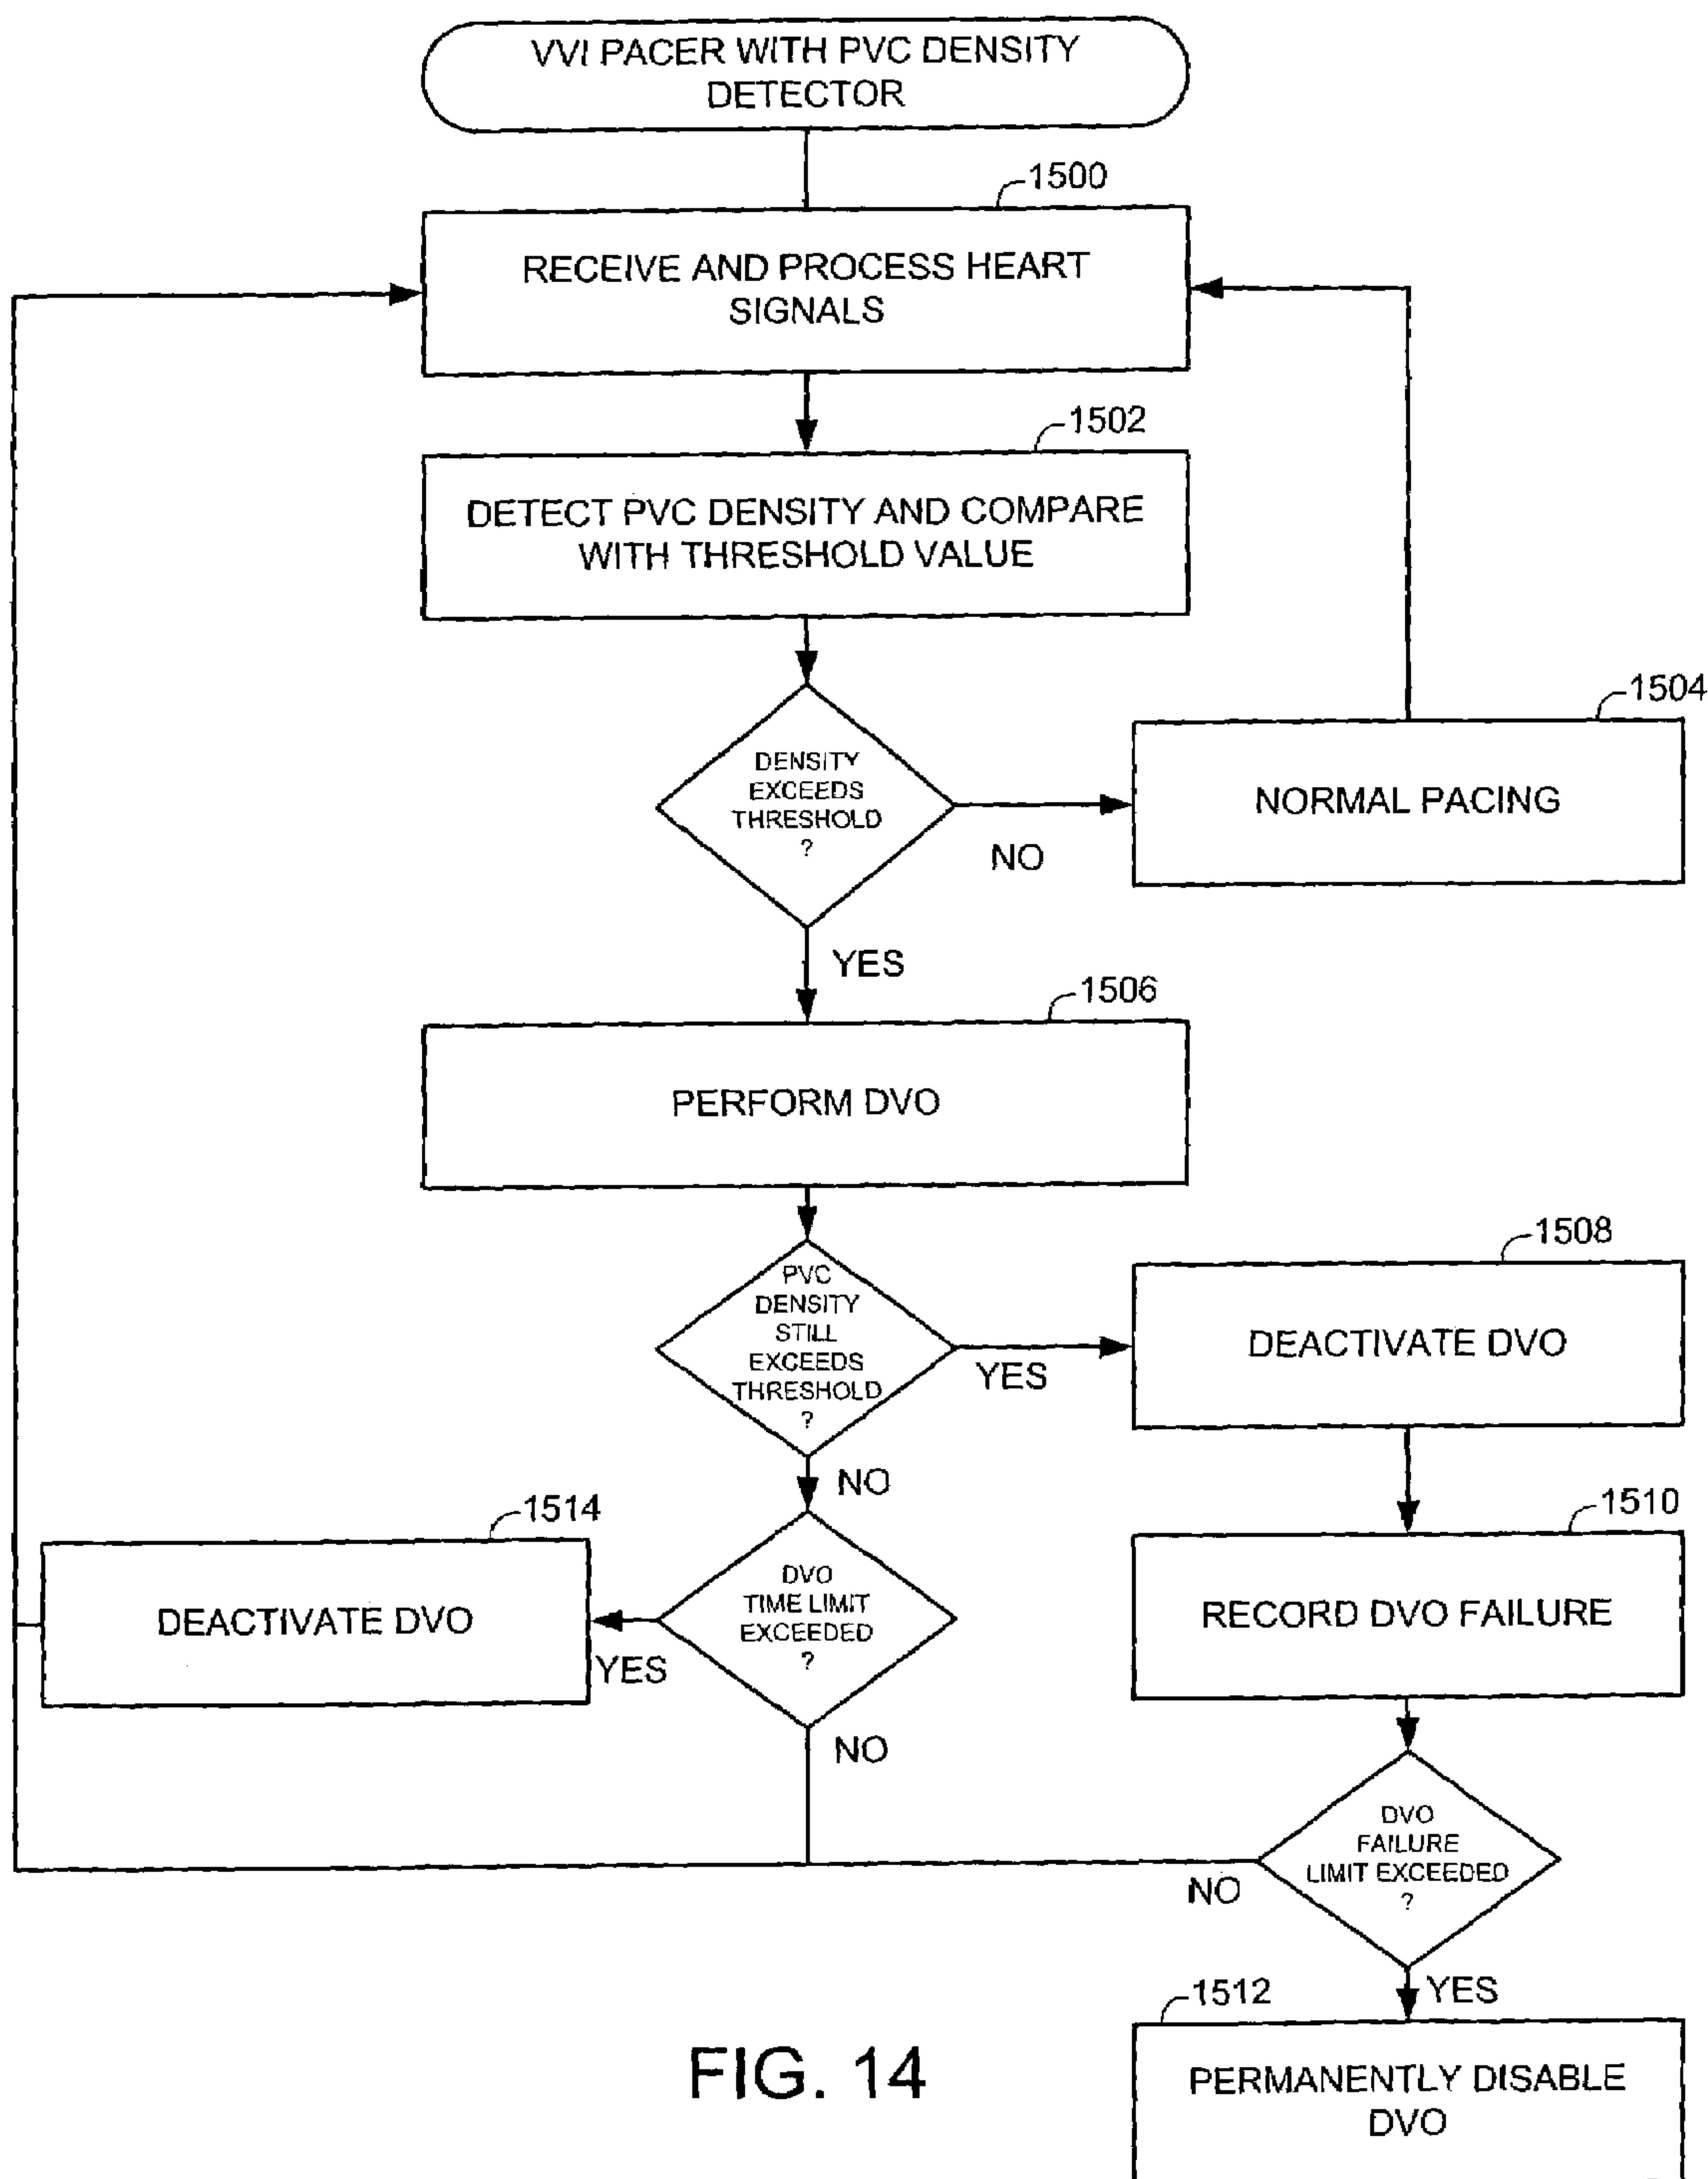 VVI PACER WITH PVC DENSITY
DETECTOR
1500
RECEIVE AND PROCESS HEART
SIGNALS
1502
DETECT PVC DENSITY AND COMPARE
WITH THRESHOLD VALUE
DENSITY
EXCEEDS
THRESHOLD
?
NO
1504
NORMAL PACING
YES
1506
PERFORM DVO
PVC
DENSITY
STILL
EXCEEDS
THRESHOLD
?
YES
1508
DEACTIVATE DVO
NO
1510
RECORD DVO FAILURE
DVO
TIME LIMIT
EXCEEDED
?
YES
1514
DEACTIVATE DVO
NO
DVO
FAILURE
LIMIT EXCEEDED
?
NO
YES
1512
PERMANENTLY DISABLE
DVO
FIG. 14